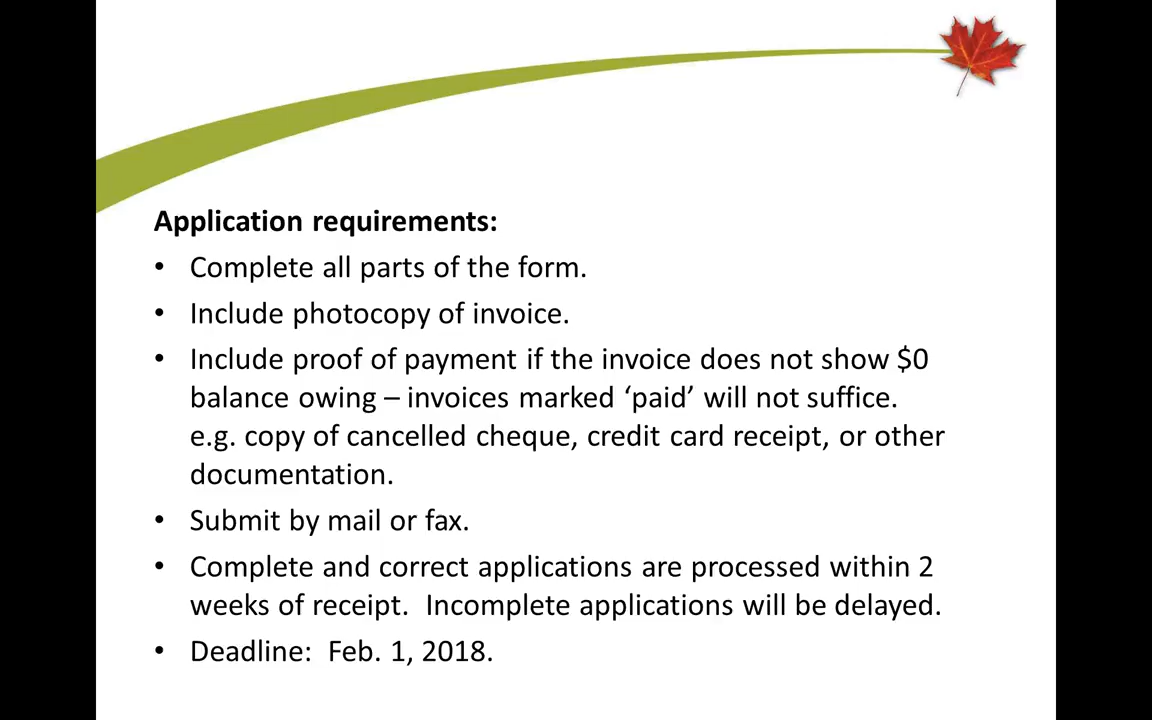 Application requirements:
• Complete all parts of the form.
• Include photocopy of invoice.
• Include proof of payment if the invoice does not show $0
balance owing – invoices marked ‘paid’ will not suffice.
e.g. copy of cancelled cheque, credit card receipt, or other
documentation.
• Submit by mail or fax.
• Complete and correct applications are processed within 2
weeks of receipt.  Incomplete applications will be delayed.
• Deadline:  Feb. 1, 2018.